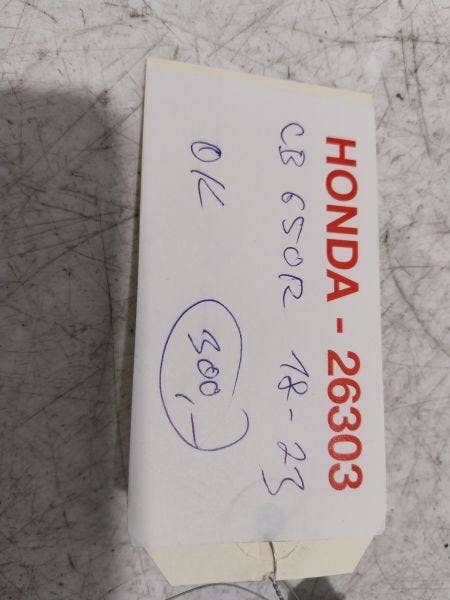 HONDA - 26303
CB 650R 18-23
OK 300,-